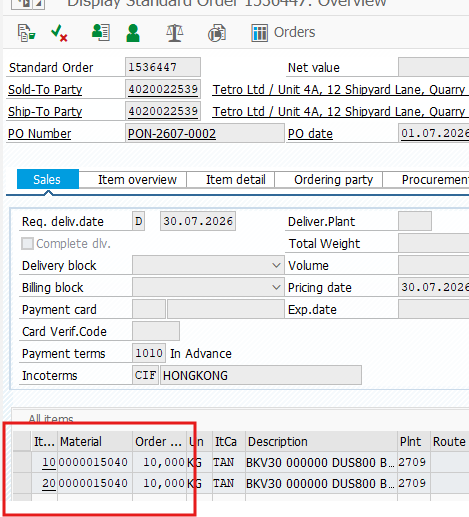 Display Standard Order 1536447: Overview
Orders
Standard Order 1536447 Net value
Sold-To Party 4020022539 Tetro Ltd / Unit 4A, 12 Shipyard Lane, Quarry
Ship-To Party 4020022539 Tetro Ltd / Unit 4A, 12 Shipyard Lane, Quarry
PO Number PON-2607-0002 PO date 01.07.2026
Sales Item overview Item detail Ordering party Procurement
Req. deliv.date D 30.07.2026 Deliver.Plant
Complete dlv. Total Weight
Delivery block Volume
Billing block Pricing date 30.07.2026
Payment card Exp.date
Card Verif.Code
Payment terms 1010 In Advance
Incoterms CIF HONGKONG
All items
It... Material Order ... Un ItCa Description Plnt Route
10 0000015040 10,000 KG TAN BKV30 000000 DUS800 B... 2709
20 0000015040 10,000 KG TAN BKV30 000000 DUS800 B... 2709